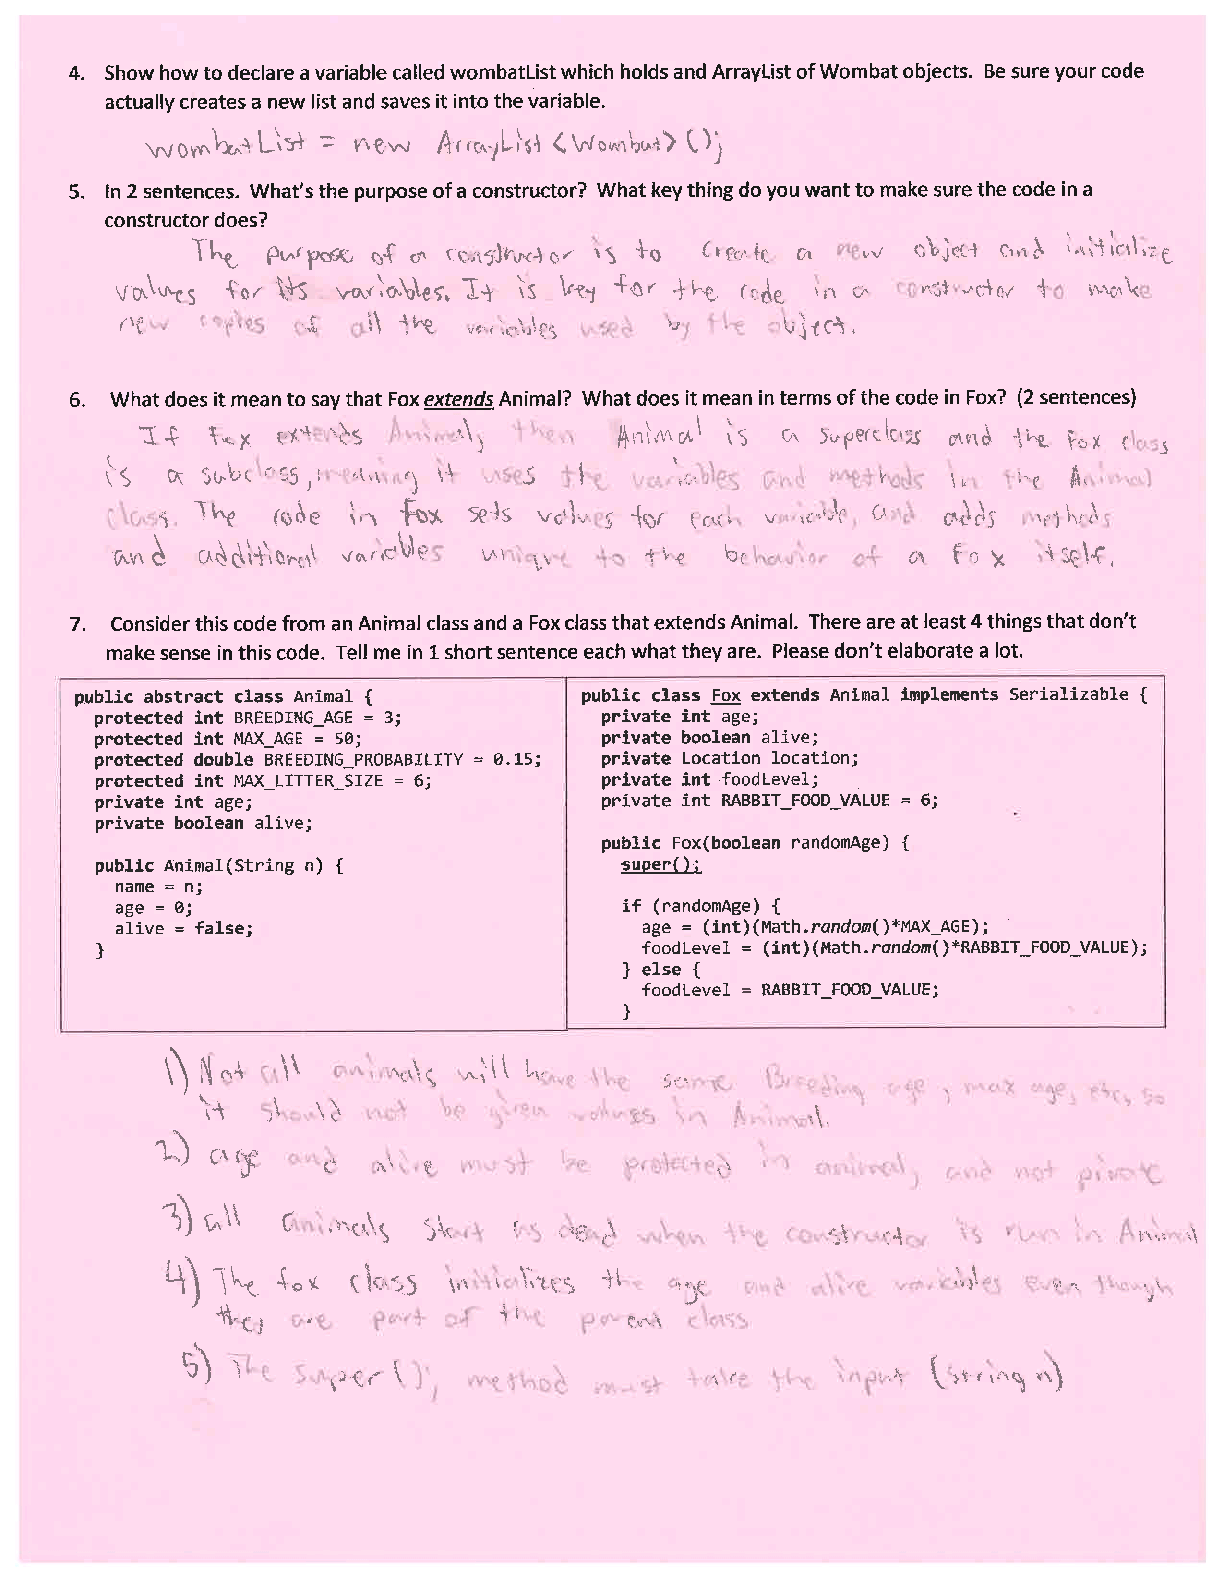 4. Show how to declare a variable called wombatList which holds and ArrayList of Wombat objects. Be sure your code
actually creates a new list and saves it into the variable.
wombatList = new ArrayList <Wombat> ();
5. In 2 sentences. What's the purpose of a constructor? What key thing do you want to make sure the code in a
constructor does?
The purpose of a constructor is to create a new object and initialize
values for its variables. It is key for the code in a constructor to make
new copies of all the variables used by the object.
6. What does it mean to say that Fox extends Animal? What does it mean in terms of the code in Fox? (2 sentences)
If Fox extends Animal, then Animal is a superclass and the Fox class
is a subclass, meaning it uses the variables and methods in the Animal
class. The code in fox sets values for each variable, and adds methods
and additional variables unique to the behavior of a fox itself.
7. Consider this code from an Animal class and a Fox class that extends Animal. There are at least 4 things that don't
make sense in this code. Tell me in 1 short sentence each what they are. Please don't elaborate a lot.
public abstract class Animal {
protected int BREEDING_AGE = 3;
protected int MAX_AGE = 50;
protected double BREEDING_PROBABILITY = 0.15;
protected int MAX_LITTER_SIZE = 6;
private int age;
private boolean alive;
public Animal(String n) {
name = n;
age = 0;
alive = false;
}
public class Fox extends Animal implements Serializable {
private int age;
private boolean alive;
private Location location;
private int foodLevel;
private int RABBIT_FOOD_VALUE = 6;
public Fox(boolean randomAge) {
super();
if (randomAge) {
age = (int)(Math.random()*MAX_AGE);
foodLevel = (int)(Math.random()*RABBIT_FOOD_VALUE);
} else {
foodLevel = RABBIT_FOOD_VALUE;
}
1) Not all animals will have the same Breeding age, max age, etc, so
it should not be given values in Animal.
2) age and alive must be protected in animal, and not private
3) all animals start as dead when the constructor is run in Animal
4) The fox class initializes the age and alive variables even though
they are part of the parent class
5) The super(); method must take the input (String n)